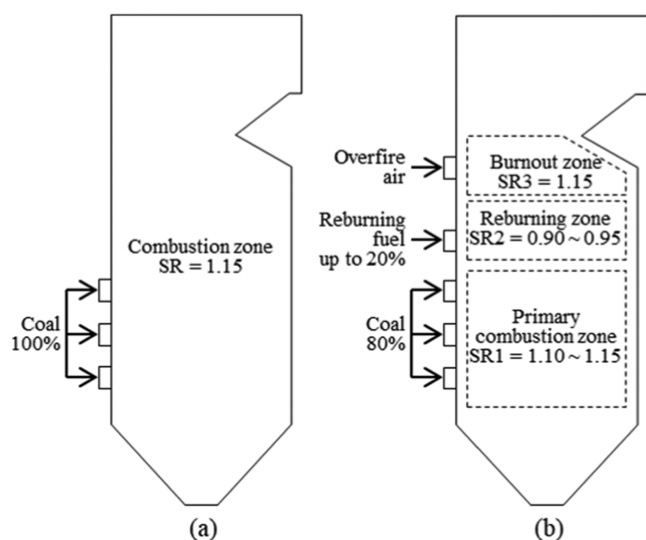 Combustion zone
SR = 1.15
Coal
100%
(a)
Overfire
air
Burnout zone
SR3 = 1.15
Reburning
fuel
up to 20%
Reburning zone
SR2 = 0.90 ~ 0.95
Coal
80%
Primary
combustion zone
SR1 = 1.10 ~ 1.15
(b)